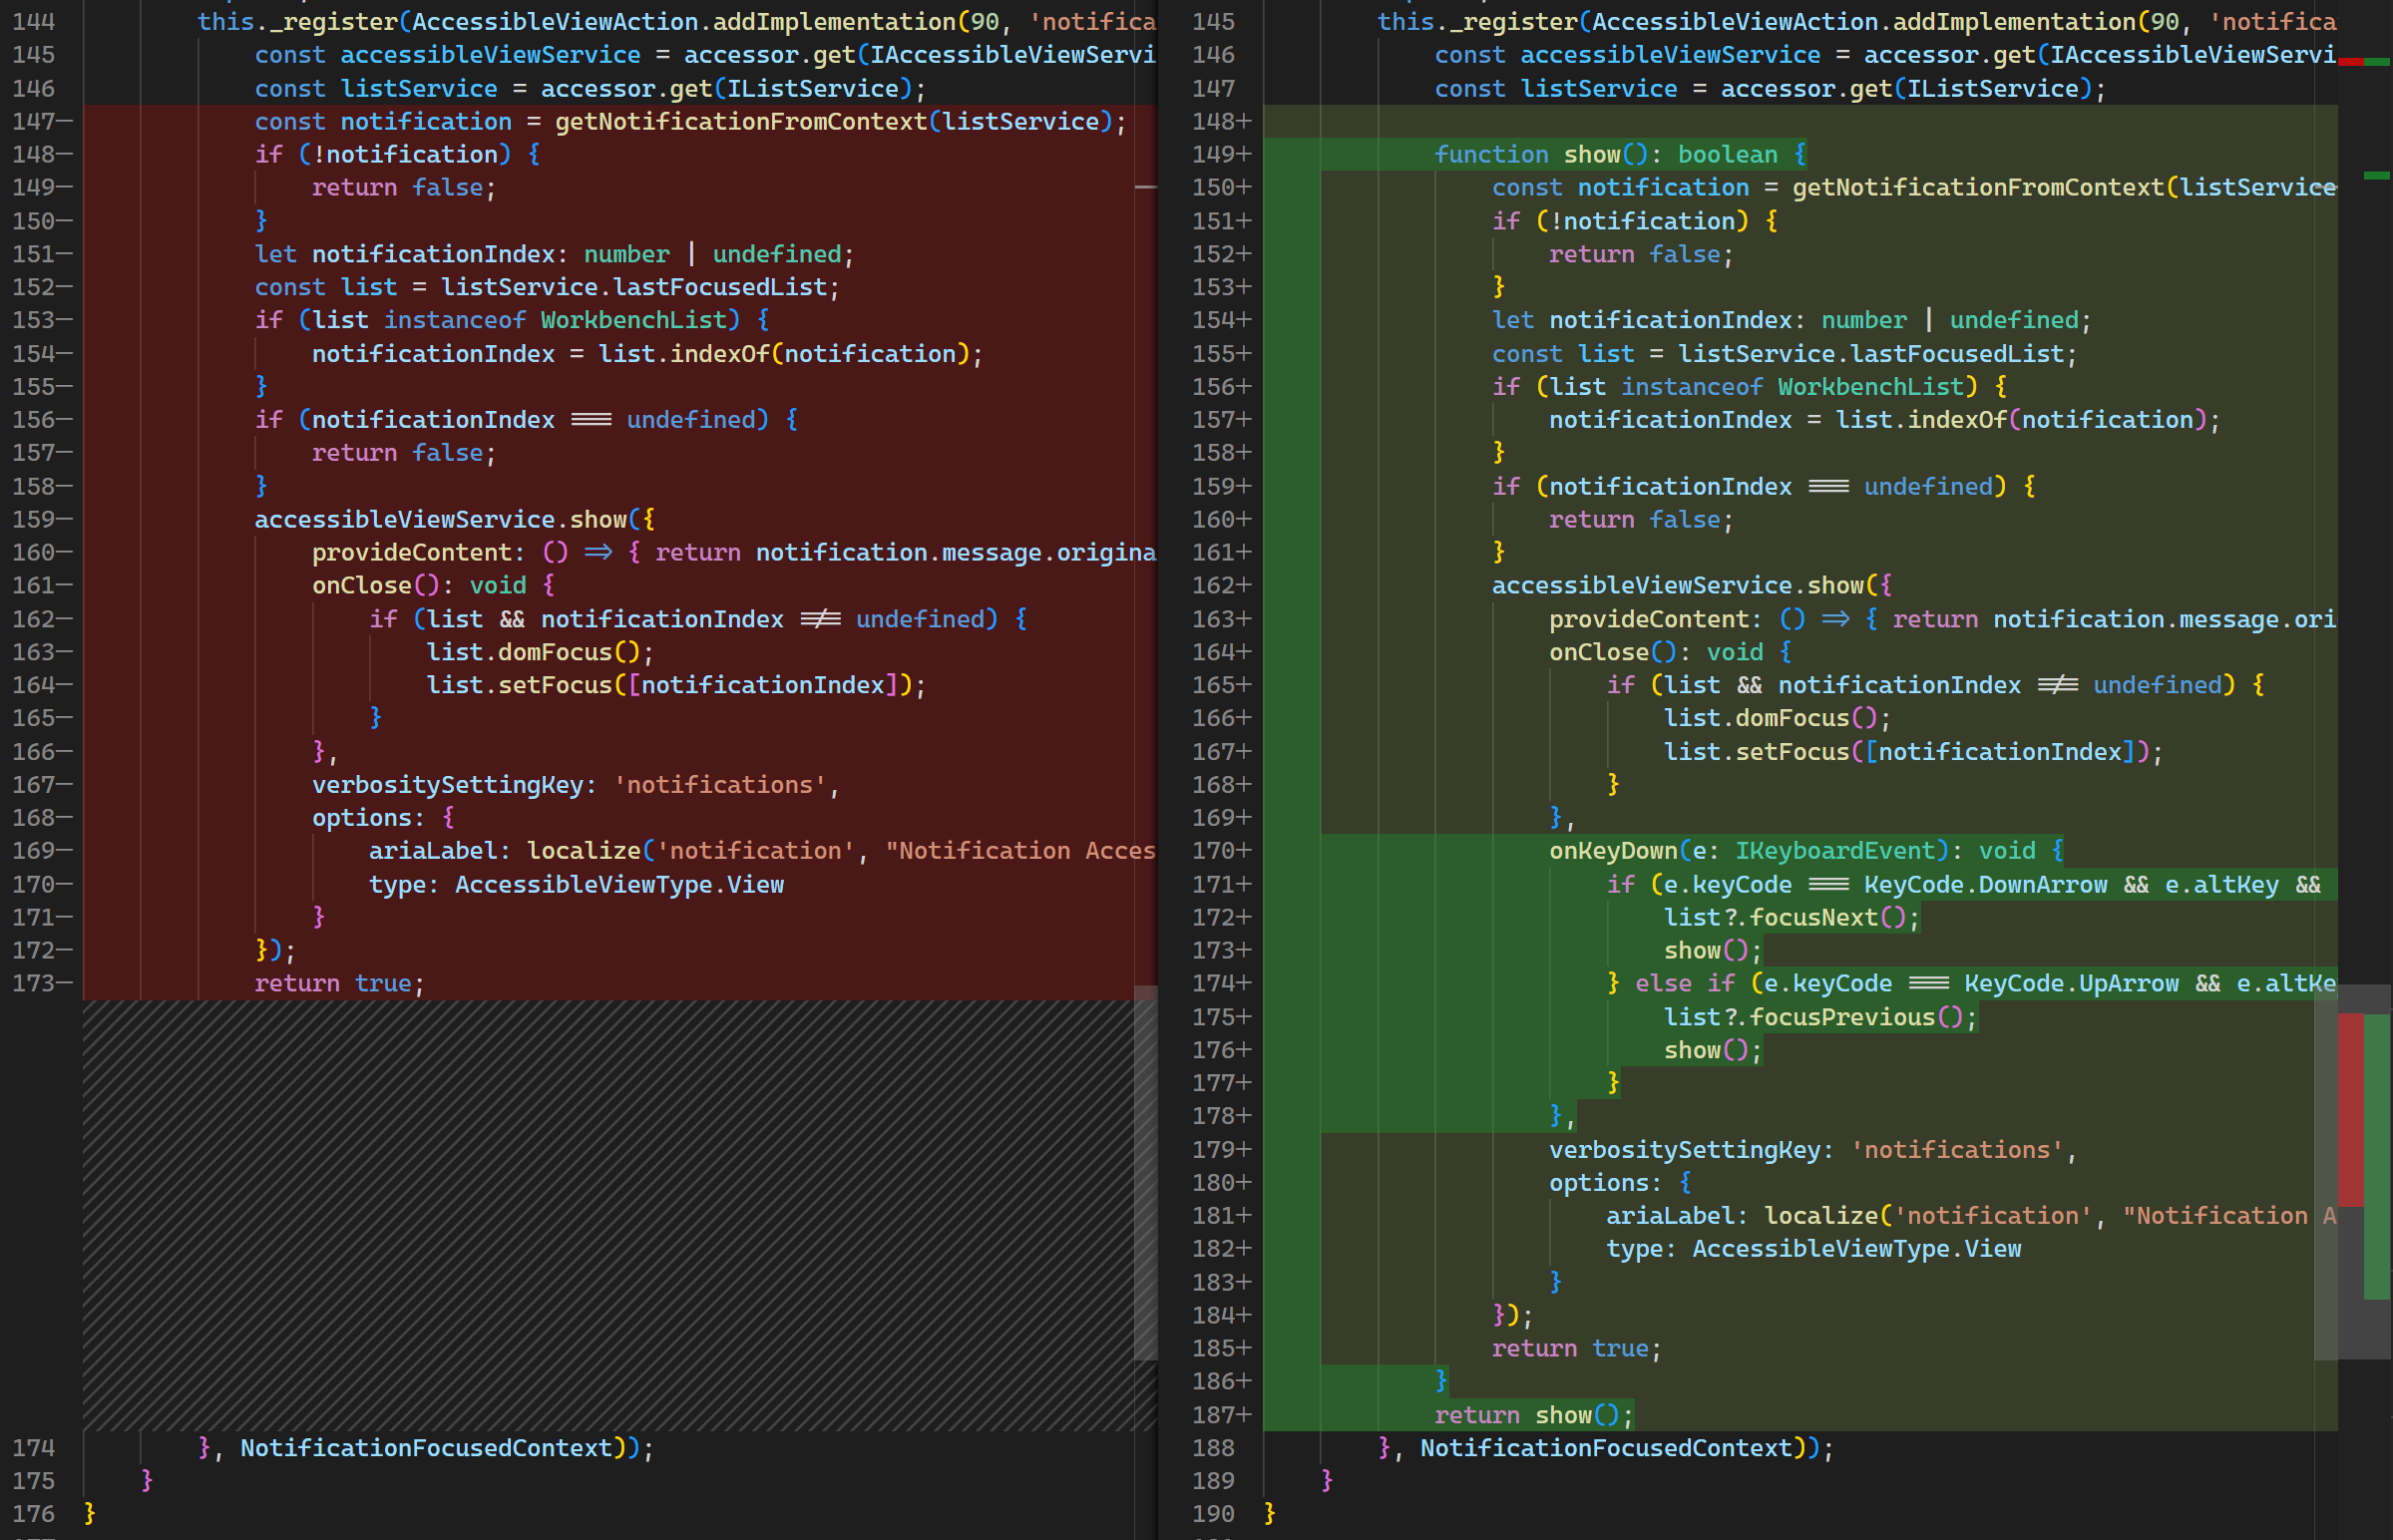 144 this._register(AccessibleViewAction.addImplementation(90, 'notifica
145 const accessibleViewService = accessor.get(IAccessibleViewServi
146 const listService = accessor.get(IListService);
147— const notification = getNotificationFromContext(listService);
148— if (!notification) {
149— return false;
150— }
151— let notificationIndex: number | undefined;
152— const list = listService.lastFocusedList;
153— if (list instanceof WorkbenchList) {
154— notificationIndex = list.indexOf(notification);
155— }
156— if (notificationIndex === undefined) {
157— return false;
158— }
159— accessibleViewService.show({
160— provideContent: () => { return notification.message.origina
161— onClose(): void {
162— if (list && notificationIndex !== undefined) {
163— list.domFocus();
164— list.setFocus([notificationIndex]);
165— }
166— },
167— verbositySettingKey: 'notifications',
168— options: {
169— ariaLabel: localize('notification', "Notification Acces
170— type: AccessibleViewType.View
171— }
172— });
173— return true;
174 }, NotificationFocusedContext));
175 }
176 }
145 this._register(AccessibleViewAction.addImplementation(90, 'notifica
146 const accessibleViewService = accessor.get(IAccessibleViewServi
147 const listService = accessor.get(IListService);
148+
149+ function show(): boolean {
150+ const notification = getNotificationFromContext(listService
151+ if (!notification) {
152+ return false;
153+ }
154+ let notificationIndex: number | undefined;
155+ const list = listService.lastFocusedList;
156+ if (list instanceof WorkbenchList) {
157+ notificationIndex = list.indexOf(notification);
158+ }
159+ if (notificationIndex === undefined) {
160+ return false;
161+ }
162+ accessibleViewService.show({
163+ provideContent: () => { return notification.message.ori
164+ onClose(): void {
165+ if (list && notificationIndex !== undefined) {
166+ list.domFocus();
167+ list.setFocus([notificationIndex]);
168+ }
169+ },
170+ onKeyDown(e: IKeyboardEvent): void {
171+ if (e.keyCode === KeyCode.DownArrow && e.altKey &&
172+ list?.focusNext();
173+ show();
174+ } else if (e.keyCode === KeyCode.UpArrow && e.altKe
175+ list?.focusPrevious();
176+ show();
177+ }
178+ },
179+ verbositySettingKey: 'notifications',
180+ options: {
181+ ariaLabel: localize('notification', "Notification A
182+ type: AccessibleViewType.View
183+ }
184+ });
185+ return true;
186+ }
187+ return show();
188 }, NotificationFocusedContext));
189 }
190 }